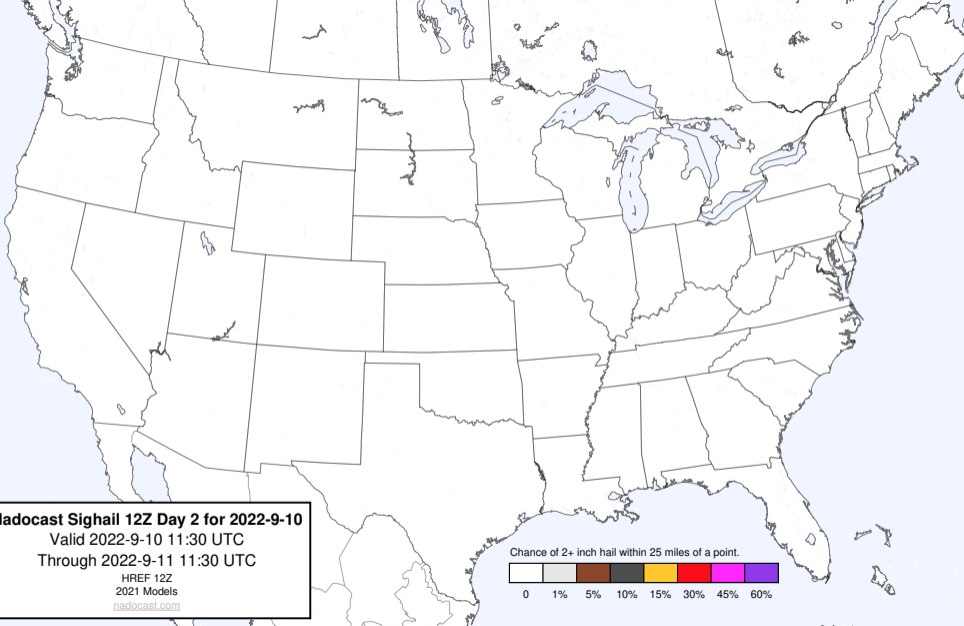 ladocast Sighail 12Z Day 2 for 2022-9-10
Valid 2022-9-10 11:30 UTC
Through 2022-9-11 11:30 UTC
HREF 12Z
2021 Models
nadocast.com
Chance of 2+ inch hail within 25 miles of a point.
0 1% 5% 10% 15% 30% 45% 60%